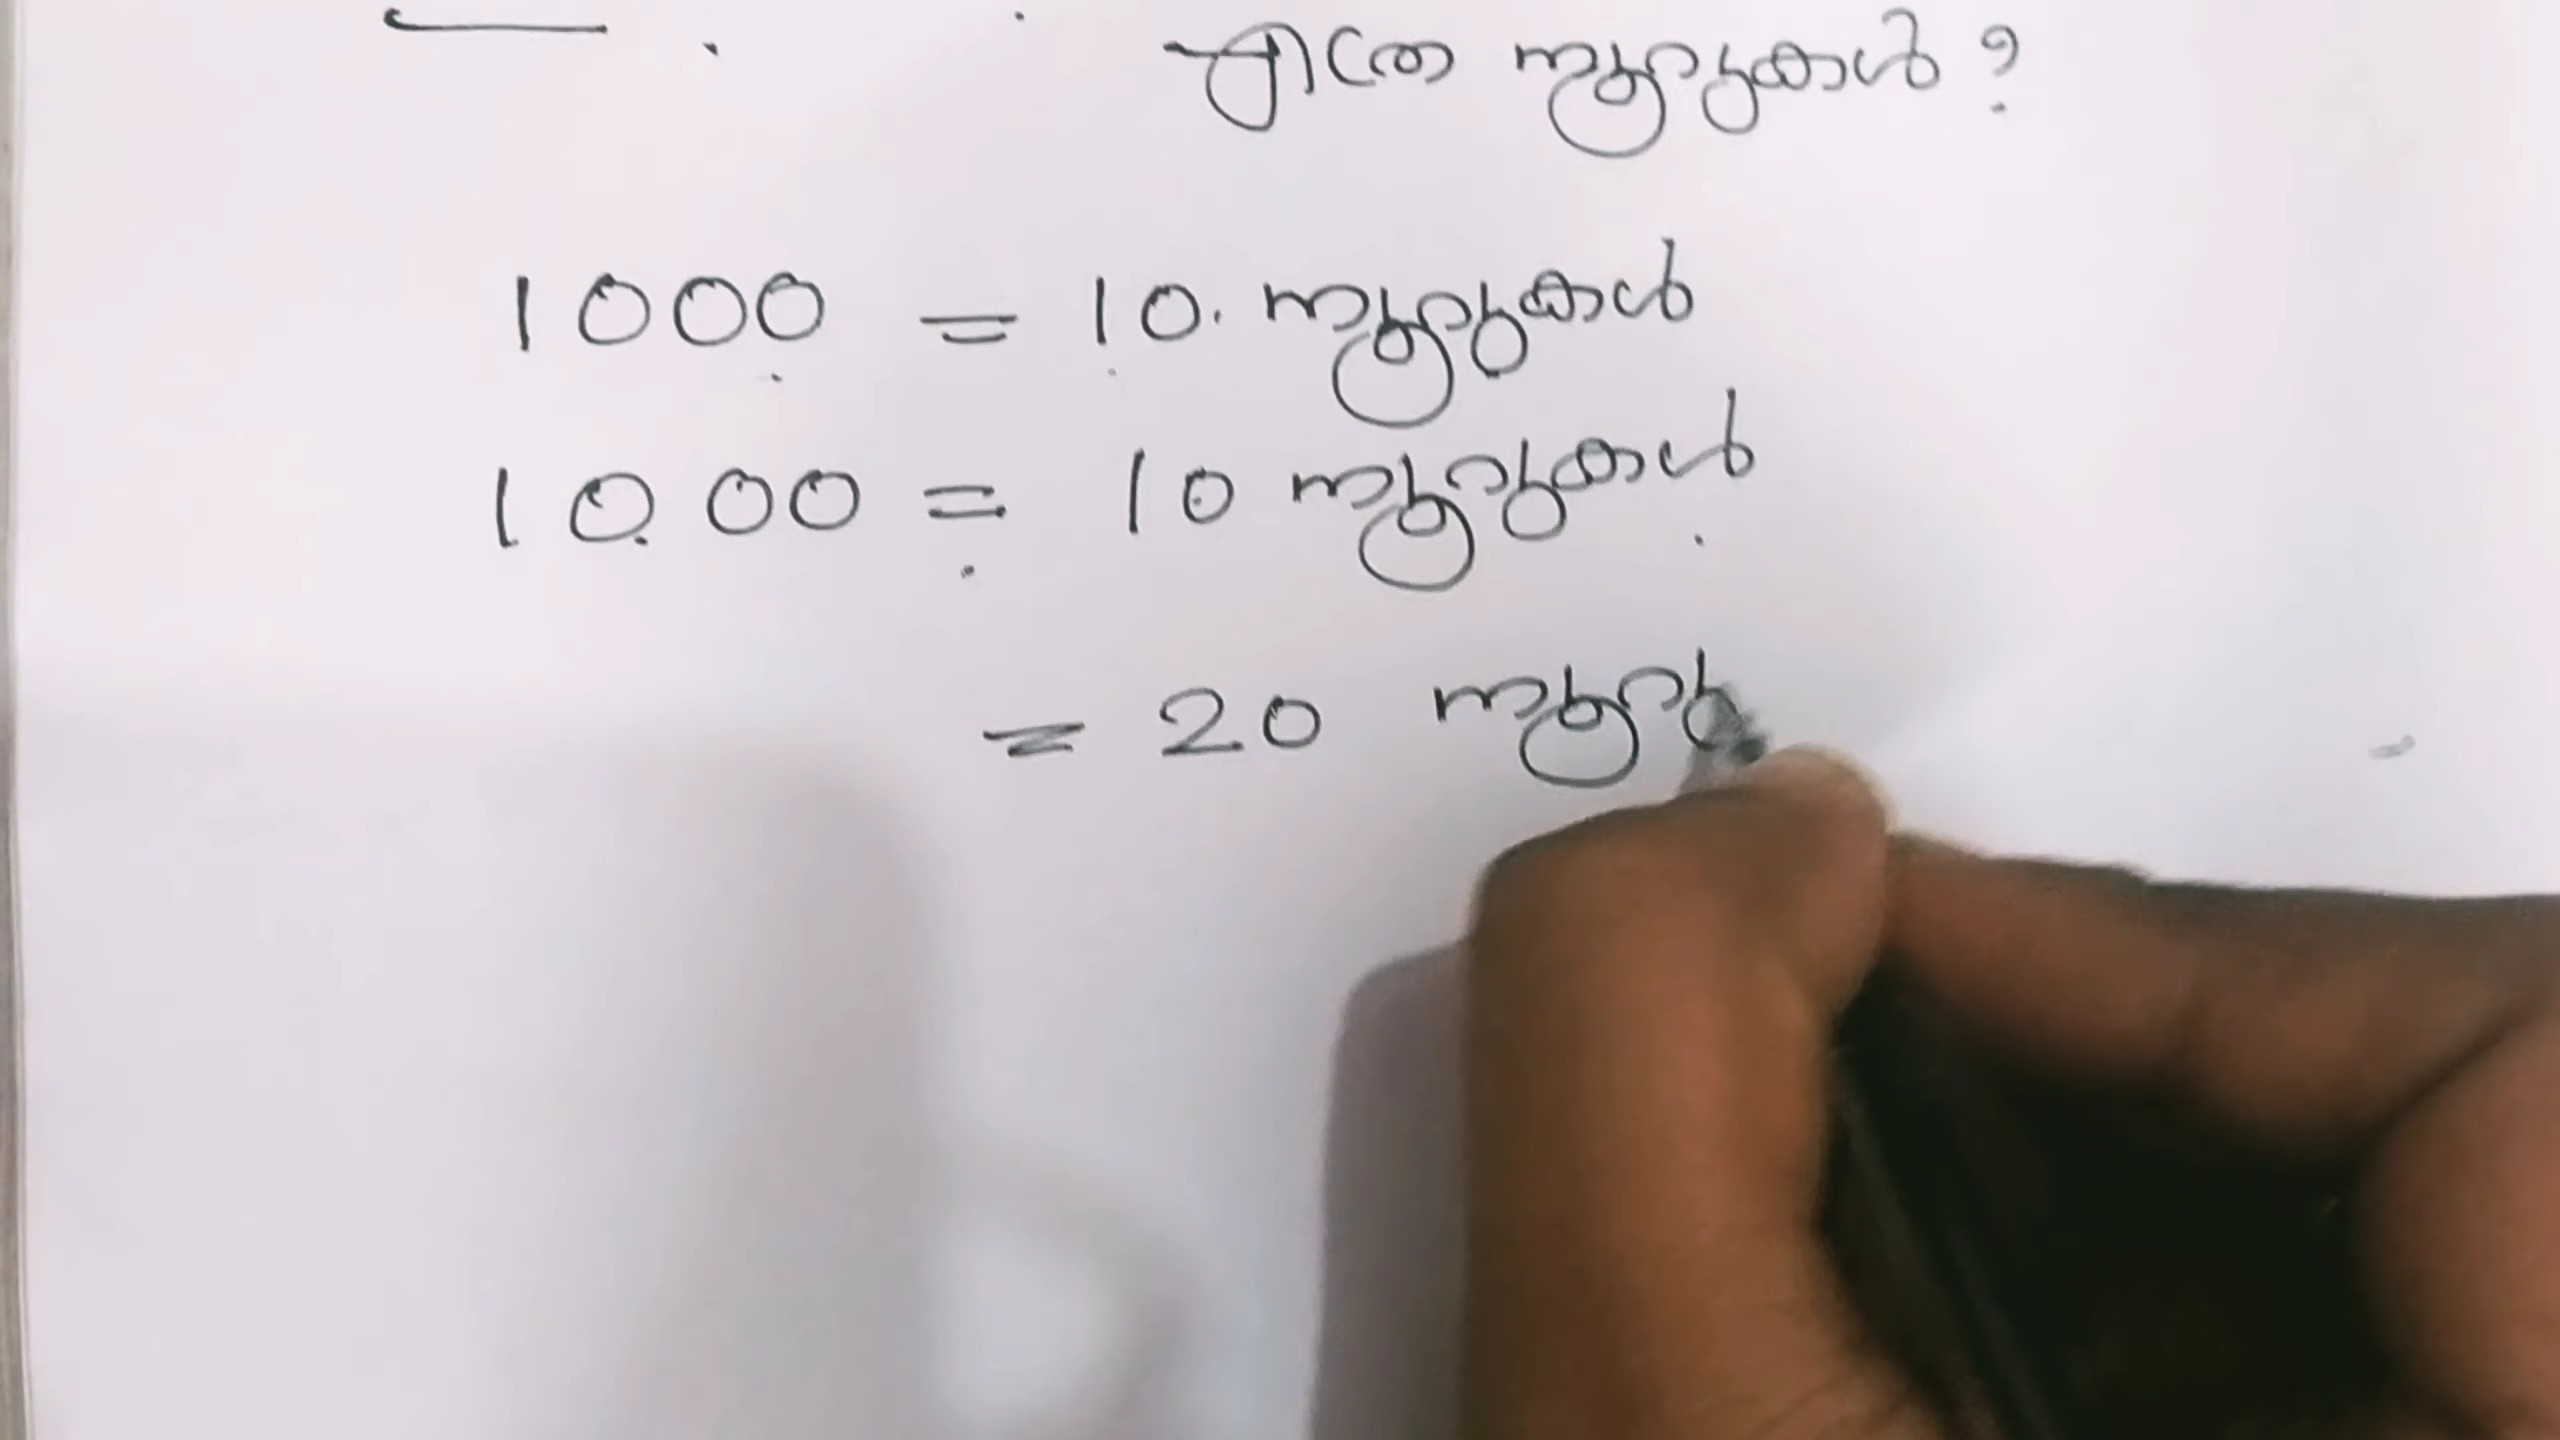 എത്ര നൂറുകൾ?
1000 = 10. നൂറുകൾ
1000 = 10 നൂറുകൾ
= 20 നൂറു